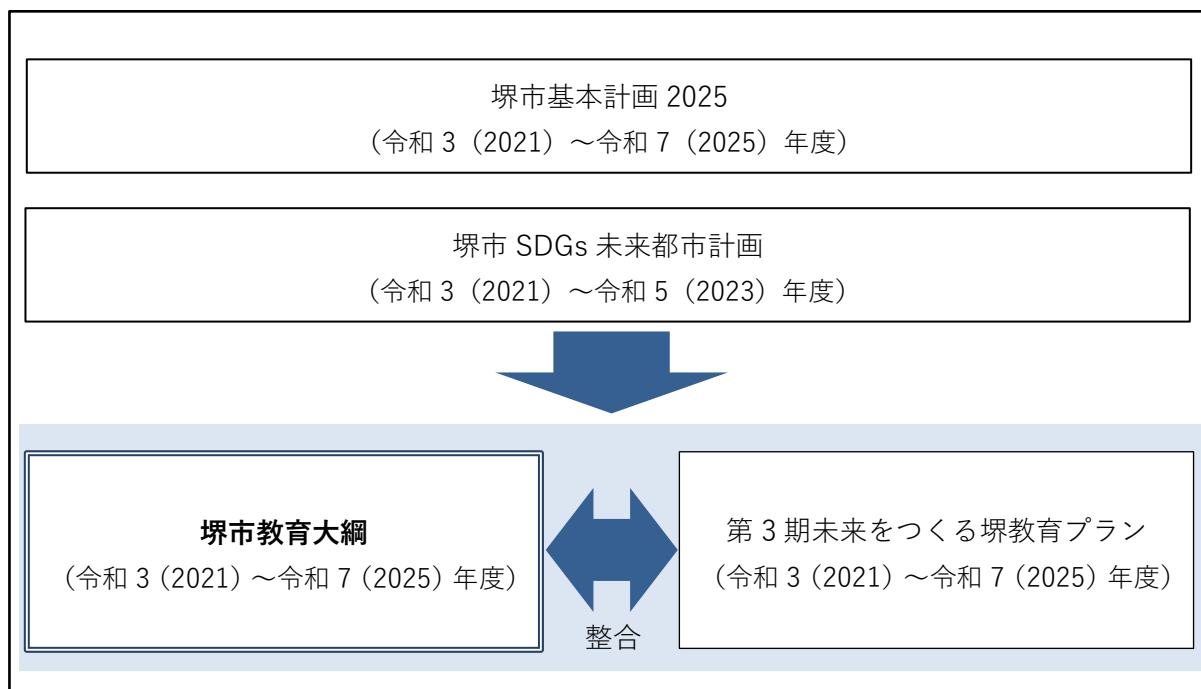 堺市基本計画 2025
（令和 3（2021）～令和 7（2025）年度）
堺市 SDGs 未来都市計画
（令和 3（2021）～令和 5（2023）年度）
堺市教育大綱
（令和 3（2021）～令和 7（2025）年度）
整合
第 3 期未来をつくる堺教育プラン
（令和 3（2021）～令和 7（2025）年度）